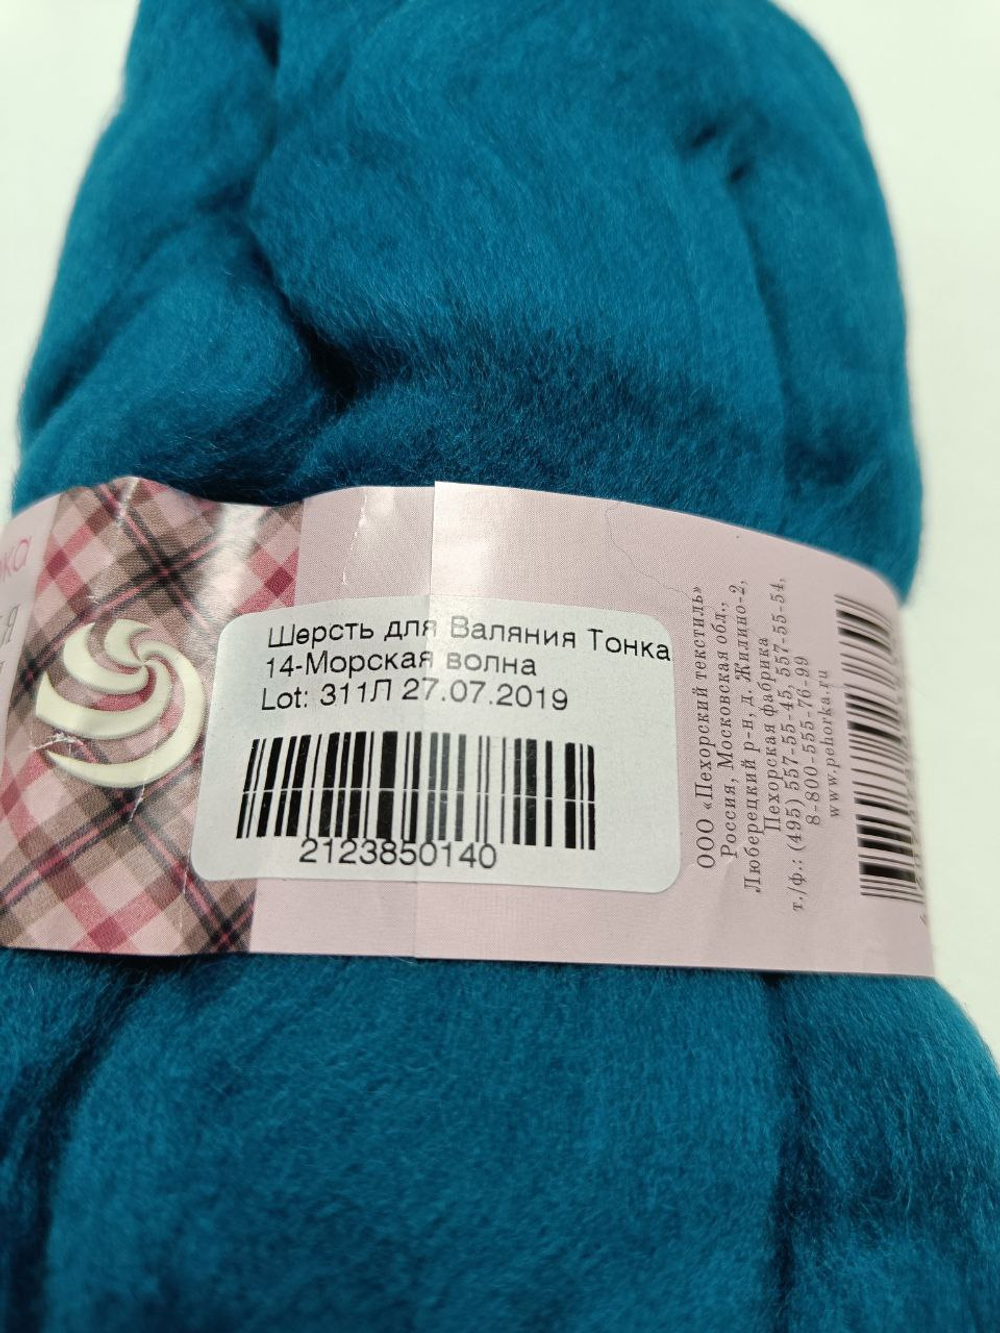 Шерсть для Валяния Тонка
14-Морская волна
Lot: 311Л 27.07.2019
2123850140
ООО «Пехорский текстиль»
Россия, Московская обл.,
Люберецкий р-н, д. Жилино-2,
Пехорская фабрика
т./ф.: (495) 557-55-45, 557-55-54,
8-800-555-76-99
www.pehorka.ru